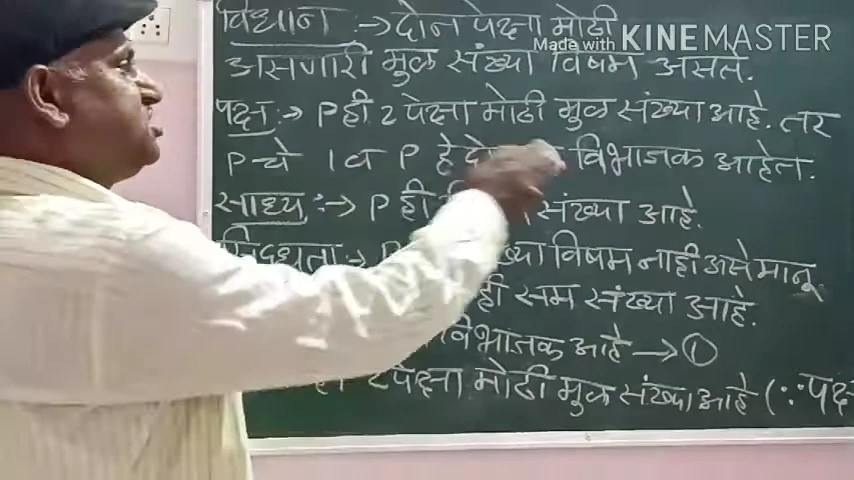 विधान :→ दोन पेक्षा मोठी
Made with KINEMASTER
असणारी मुळ संख्या विषम असते.
पक्ष :→ P ही 2 पेक्षा मोठी मुळ संख्या आहे. तर
P चे 1 व P हे विभाजक आहेत.
साध्य :→ P ही संख्या आहे.
संख्या विषम नाही असे मानू
ही सम संख्या आहे.
विभाजक आहे → ①
2 पेक्षा मोठी मुळ संख्या आहे (∵ पक्ष